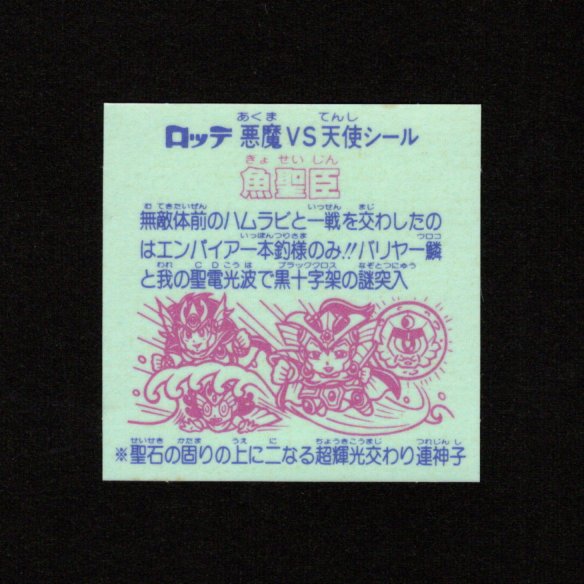 あくま てんし
ロッテ 悪魔VS天使シール
ぎょ せい じん
魚聖臣
む てきたいぜん いっせん まじ
無敵体前のハムラビと一戦を交わしたの
いっぽんつりさま ウロコ
はエンパイアー本釣様のみ!!バリヤー鱗
われ CDこう は ブラッククロス なぞとつにゅう
と我の聖電光波で黒十字架の謎突入
せいせき かたま うえ に ちょうきこうまじ つれじん し
※聖石の固りの上に二なる超輝光交わり連神子